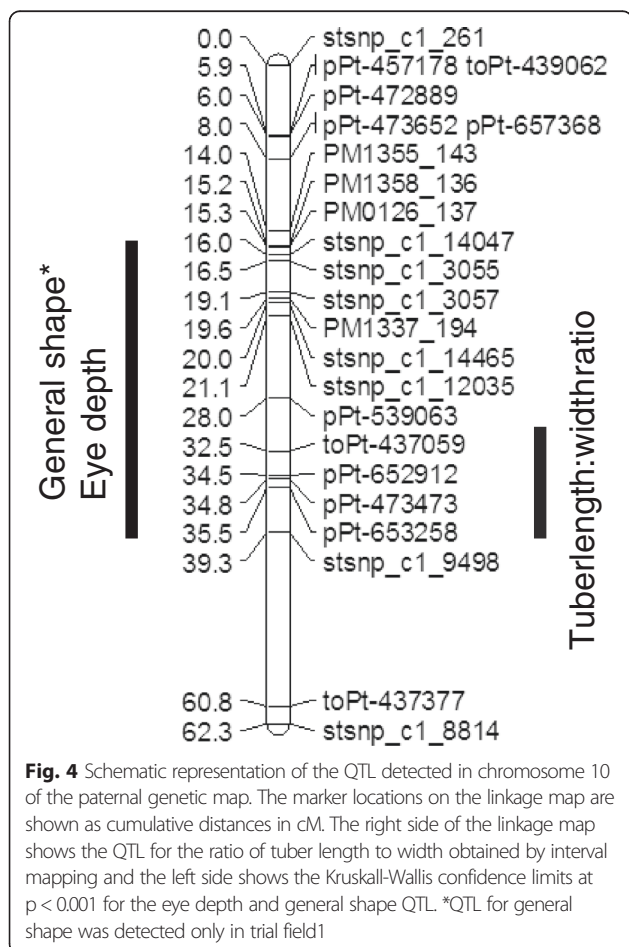 0.0 stsnp_c1_261
5.9 pPt-457178 toPt-439062
6.0 pPt-472889
8.0 pPt-473652 pPt-657368
14.0 PM1355_143
15.2 PM1358_136
15.3 PM0126_137
16.0 stsnp_c1_14047
16.5 stsnp_c1_3055
19.1 stsnp_c1_3057
19.6 PM1337_194
20.0 stsnp_c1_14465
21.1 stsnp_c1_12035
28.0 pPt-539063
32.5 toPt-437059
34.5 pPt-652912
34.8 pPt-473473
35.5 pPt-653258
39.3 stsnp_c1_9498
60.8 toPt-437377
62.3 stsnp_c1_8814
General shape*
Eye depth
Tuberlength:widthratio
Fig. 4 Schematic representation of the QTL detected in chromosome 10
of the paternal genetic map. The marker locations on the linkage map are
shown as cumulative distances in cM. The right side of the linkage map
shows the QTL for the ratio of tuber length to width obtained by interval
mapping and the left side shows the Kruskall-Wallis confidence limits at
p < 0.001 for the eye depth and general shape QTL. *QTL for general
shape was detected only in trial field1